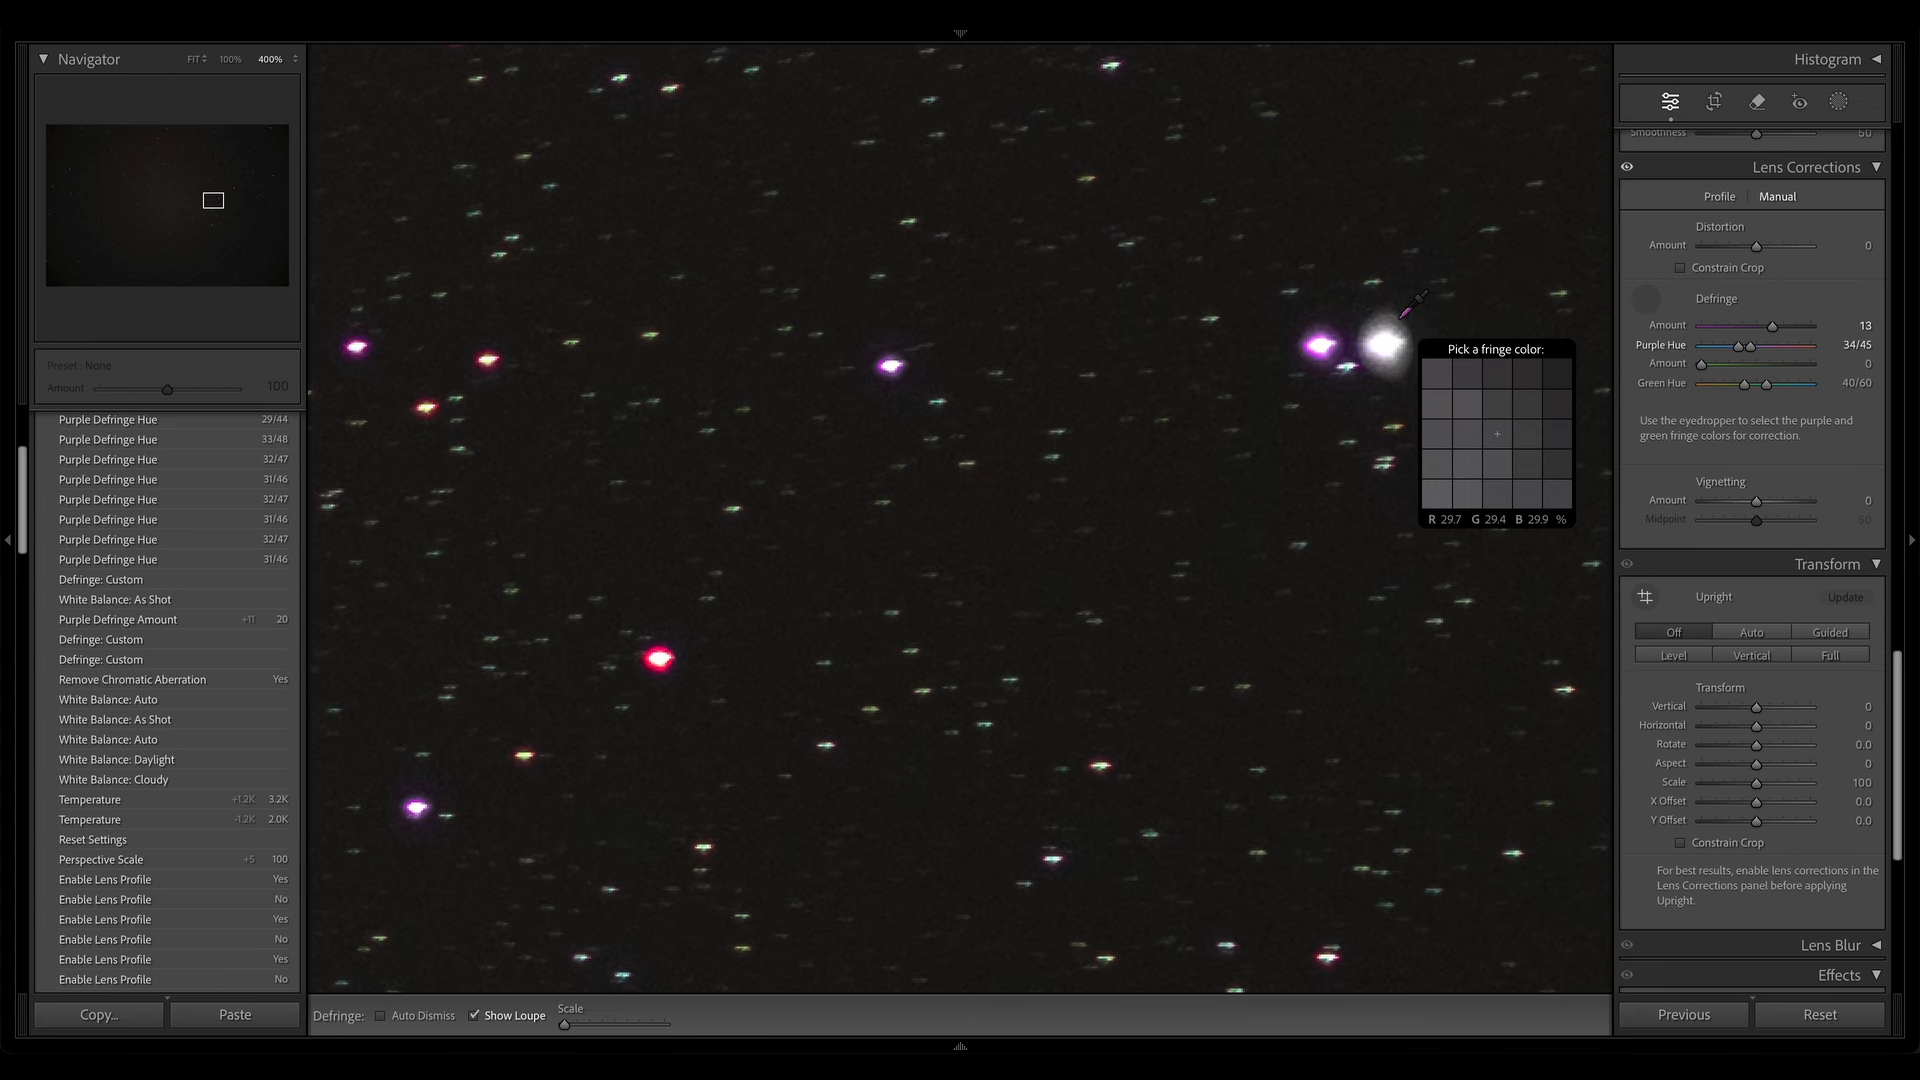 Navigator
FIT 100% 400%
Preset : None
Amount 100
Purple Defringe Hue 29/44
Purple Defringe Hue 33/48
Purple Defringe Hue 32/47
Purple Defringe Hue 31/46
Purple Defringe Hue 32/47
Purple Defringe Hue 31/46
Purple Defringe Hue 32/47
Purple Defringe Hue 31/46
Defringe: Custom
White Balance: As Shot
Purple Defringe Amount +11 20
Defringe: Custom
Defringe: Custom
Remove Chromatic Aberration Yes
White Balance: Auto
White Balance: As Shot
White Balance: Auto
White Balance: Daylight
White Balance: Cloudy
Temperature +1.2K 3.2K
Temperature -1.2K 2.0K
Reset Settings
Perspective Scale +5 100
Enable Lens Profile Yes
Enable Lens Profile No
Enable Lens Profile Yes
Enable Lens Profile No
Enable Lens Profile Yes
Enable Lens Profile No
Copy... Paste
Pick a fringe color:
R 29.7 G 29.4 B 29.9 %
Defringe: Auto Dismiss Show Loupe Scale
Histogram
Smoothness 50
Lens Corrections
Profile Manual
Distortion
Amount 0
Constrain Crop
Defringe
Amount 13
Purple Hue 34/45
Amount 0
Green Hue 40/60
Use the eyedropper to select the purple and
green fringe colors for correction.
Vignetting
Amount 0
Midpoint 50
Transform
Upright Update
Off Auto Guided
Level Vertical Full
Transform
Vertical 0
Horizontal 0
Rotate 0.0
Aspect 0
Scale 100
X Offset 0.0
Y Offset 0.0
Constrain Crop
For best results, enable lens corrections in the
Lens Corrections panel before applying
Upright.
Lens Blur
Effects
Previous Reset